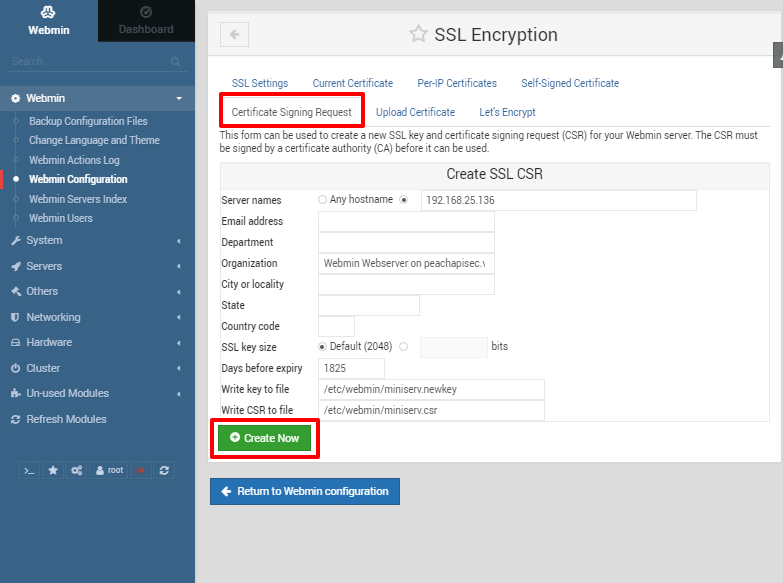 Webmin
Dashboard
Search
Webmin
Backup Configuration Files
Change Language and Theme
Webmin Actions Log
Webmin Configuration
Webmin Servers Index
Webmin Users
System
Servers
Others
Networking
Hardware
Cluster
Un-used Modules
Refresh Modules
>_ root
SSL Encryption
SSL Settings Current Certificate Per-IP Certificates Self-Signed Certificate
Certificate Signing Request Upload Certificate Let's Encrypt
This form can be used to create a new SSL key and certificate signing request (CSR) for your Webmin server. The CSR must
be signed by a certificate authority (CA) before it can be used.
Create SSL CSR
Server names Any hostname 192.168.25.136
Email address
Department
Organization Webmin Webserver on peachapisec.v
City or locality
State
Country code
SSL key size Default (2048) bits
Days before expiry 1825
Write key to file /etc/webmin/miniserv.newkey
Write CSR to file /etc/webmin/miniserv.csr
Create Now
Return to Webmin configuration